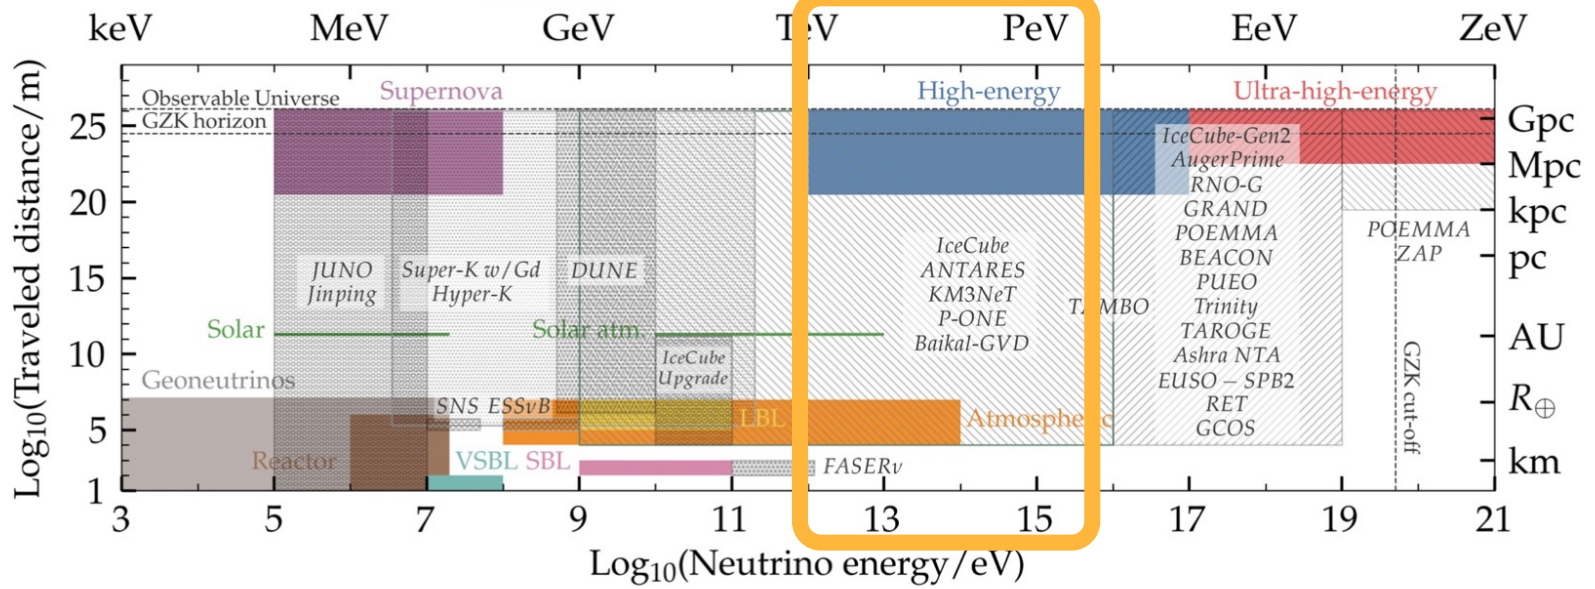 keV MeV GeV TeV PeV EeV ZeV
Log10(Traveled distance/m)
25
20
15
10
5
1
Observable Universe
GZK horizon
Supernova
High-energy
Ultra-high-energy
JUNO
Jinping
Super-K w/Gd
Hyper-K
DUNE
IceCube
ANTARES
KM3NeT
P-ONE
Baikal-GVD
TAMBO
IceCube-Gen2
AugerPrime
RNO-G
GRAND
POEMMA
BEACON
PUEO
Trinity
TAROGE
Ashra NTA
EUSO – SPB2
RET
GCOS
POEMMA
ZAP
Solar
Solar atm.
IceCube
Upgrade
Geoneutrinos
SNS ESSνB
LBL
Atmospheric
Reactor
VSBL SBL
FASERν
GZK cut-off
Gpc
Mpc
kpc
pc
AU
R⊕
km
3 5 7 9 11 13 15 17 19 21
Log10(Neutrino energy/eV)